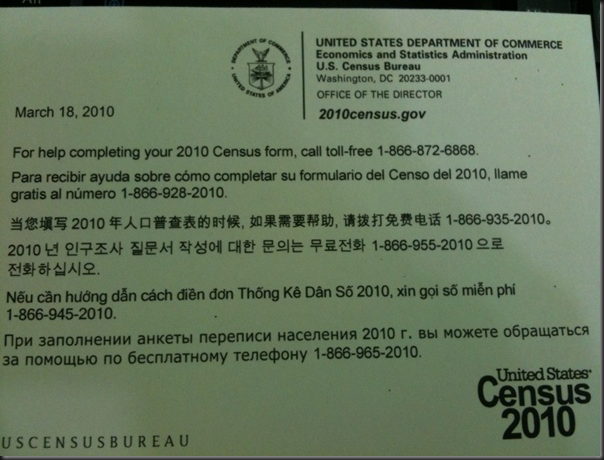 DEPARTMENT OF COMMERCE
UNITED STATES OF AMERICA
UNITED STATES DEPARTMENT OF COMMERCE
Economics and Statistics Administration
U.S. Census Bureau
Washington, DC 20233-0001
OFFICE OF THE DIRECTOR
2010census.gov
March 18, 2010
For help completing your 2010 Census form, call toll-free 1-866-872-6868.
Para recibir ayuda sobre cómo completar su formulario del Censo del 2010, llame
gratis al número 1-866-928-2010.
当您填写 2010 年人口普查表的时候, 如果需要帮助, 请拨打免费电话 1-866-935-2010。
2010 년 인구조사 질문서 작성에 대한 문의는 무료전화 1-866-955-2010 으로
전화하십시오.
Nếu cần hướng dẫn cách điền đơn Thống Kê Dân Số 2010, xin gọi số miễn phí
1-866-945-2010.
При заполнении анкеты переписи населения 2010 г. вы можете обращаться
за помощью по бесплатному телефону 1-866-965-2010.
United States
Census
2010
USCENSUSBUREAU